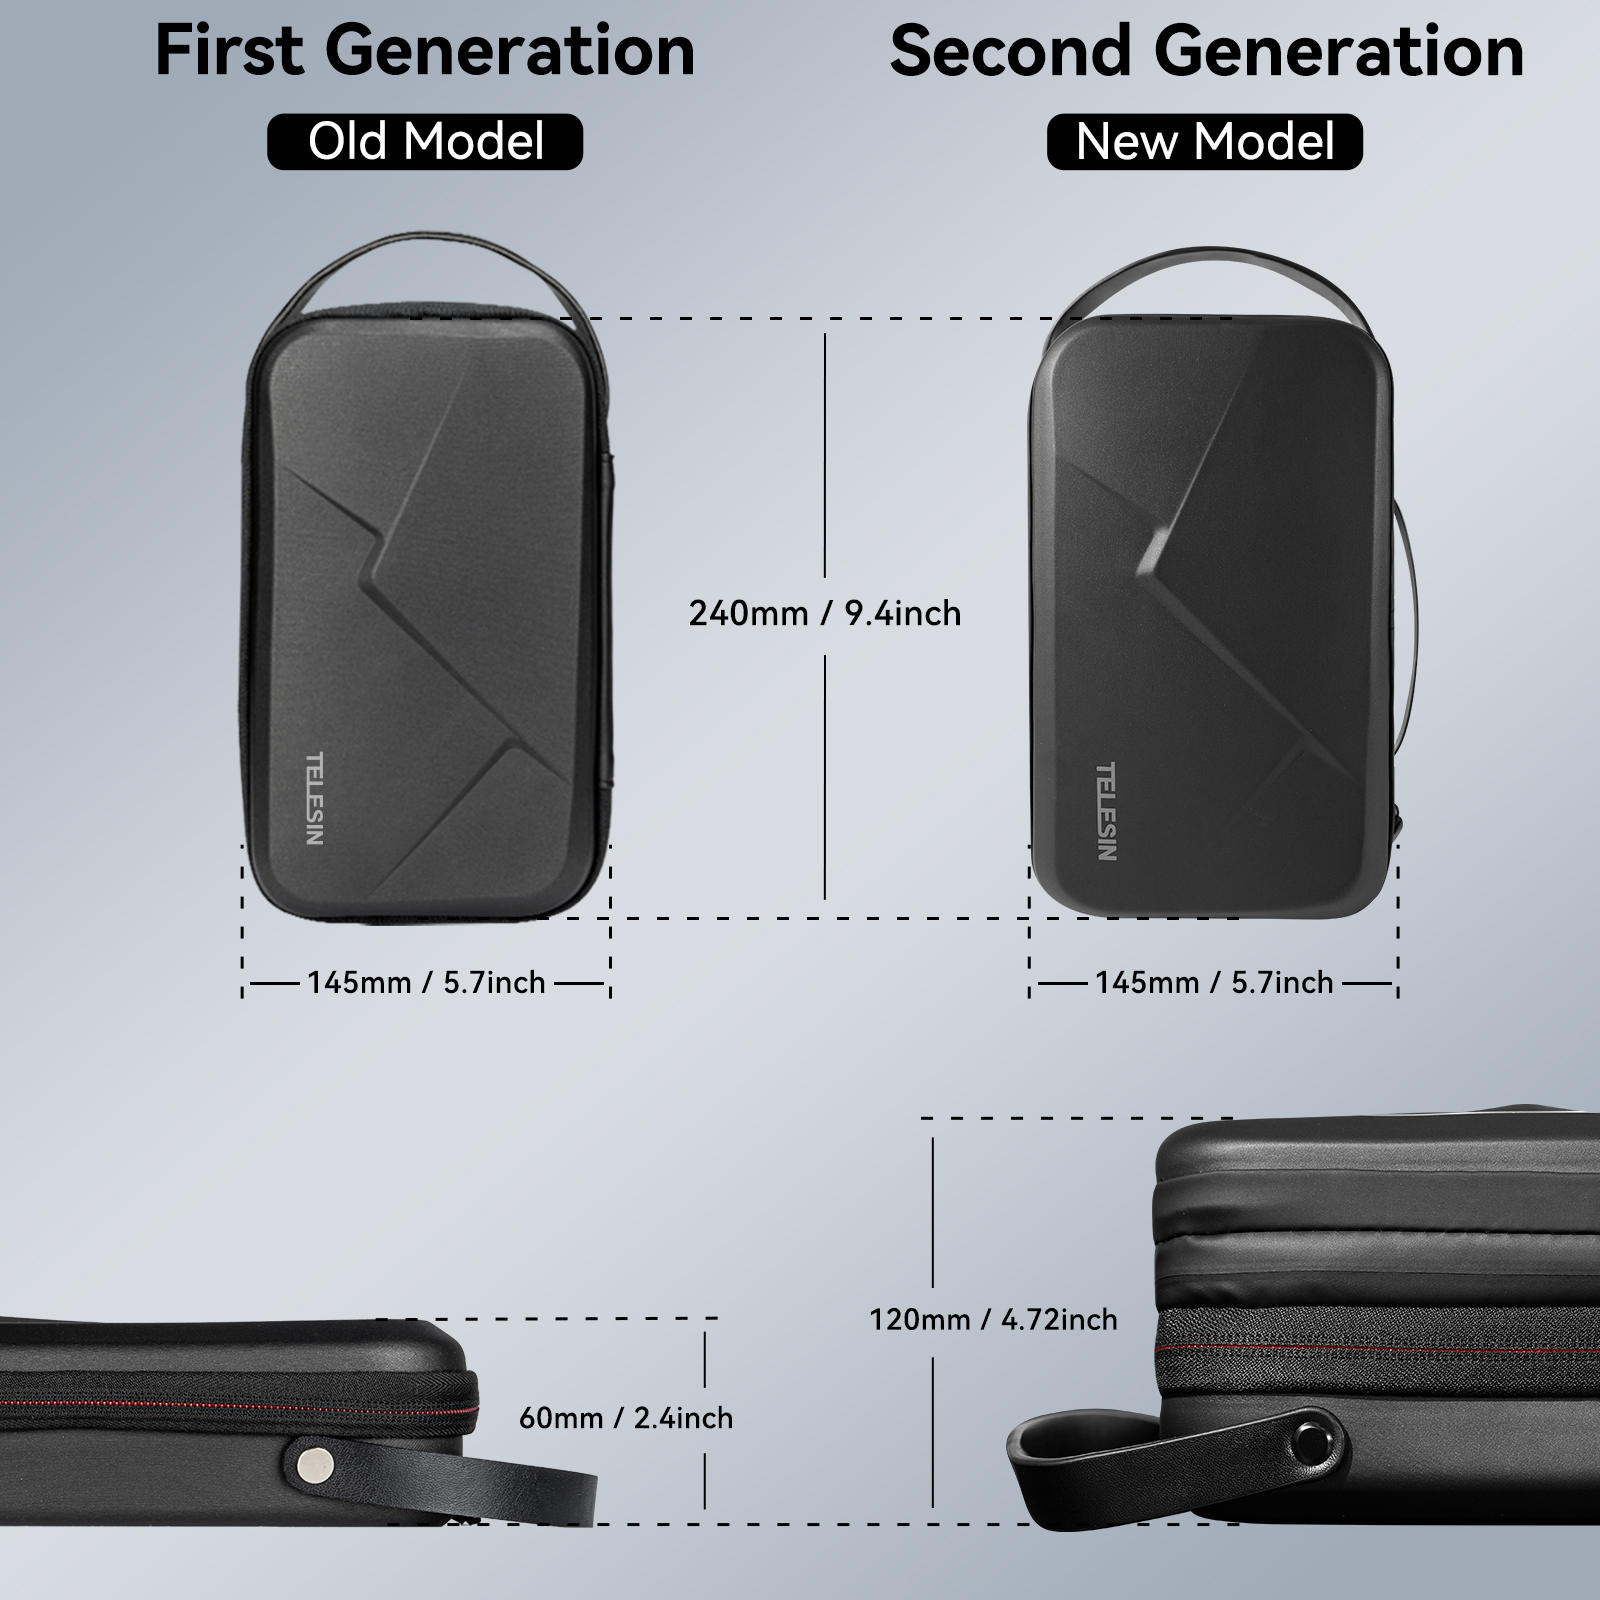 First Generation
Second Generation
Old Model
New Model
240mm / 9.4inch
TELESIN
TELESIN
145mm / 5.7inch
145mm / 5.7inch
120mm / 4.72inch
60mm / 2.4inch